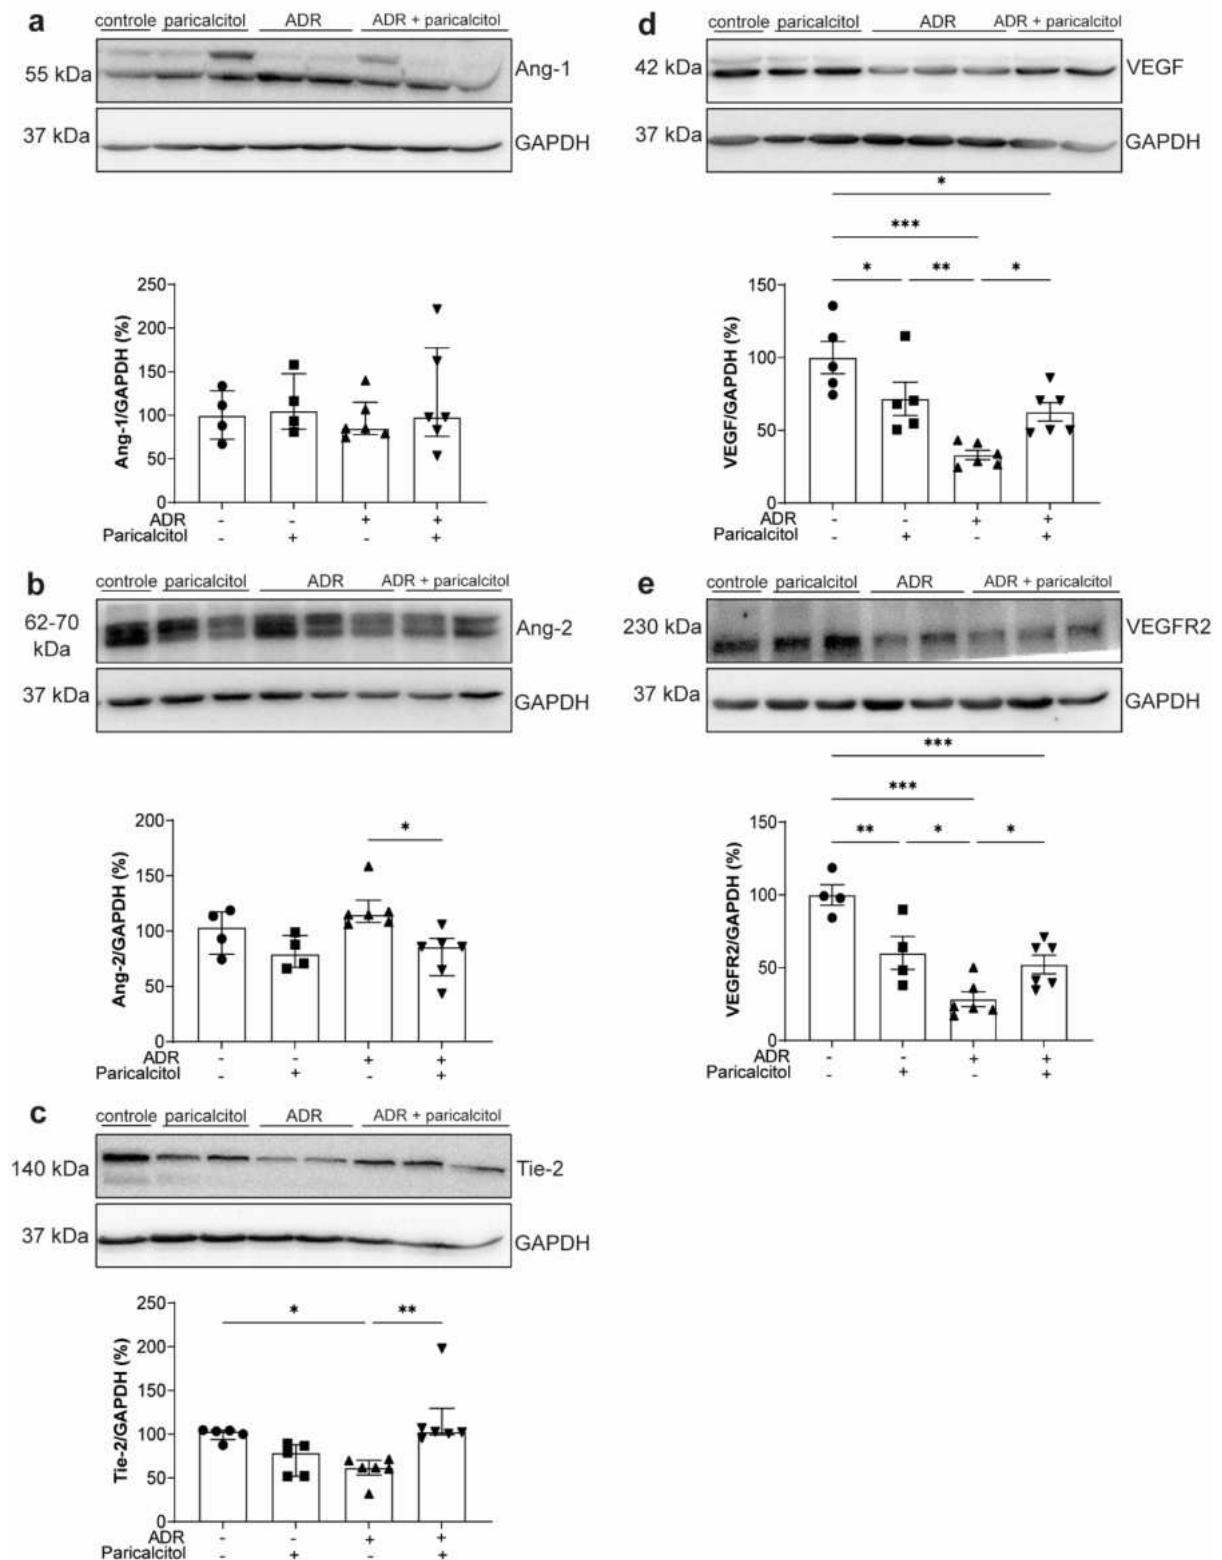 a
controle paricalcitol ADR ADR + paricalcitol
55 kDa Ang-1
37 kDa GAPDH
Ang-1/GAPDH (%)
250
200
150
100
50
0
ADR - - + +
Paricalcitol - + - +
b
controle paricalcitol ADR ADR + paricalcitol
62-70 kDa Ang-2
37 kDa GAPDH
*
Ang-2/GAPDH (%)
200
150
100
50
0
ADR - - + +
Paricalcitol - + - +
c
controle paricalcitol ADR ADR + paricalcitol
140 kDa Tie-2
37 kDa GAPDH
* **
Tie-2/GAPDH (%)
250
200
150
100
50
0
ADR - - + +
Paricalcitol - + - +
d
controle paricalcitol ADR ADR + paricalcitol
42 kDa VEGF
37 kDa GAPDH
*
***
* ** *
VEGF/GAPDH (%)
150
100
50
0
ADR - - + +
Paricalcitol - + - +
e
controle paricalcitol ADR ADR + paricalcitol
230 kDa VEGFR2
37 kDa GAPDH
***
***
** * *
VEGFR2/GAPDH (%)
150
100
50
0
ADR - - + +
Paricalcitol - + - +